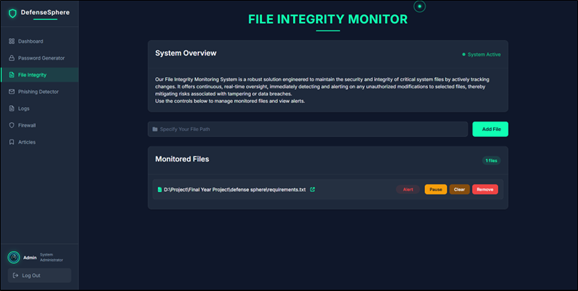 DefenseSphere
FILE INTEGRITY MONITOR
Dashboard
Password Generator
File Integrity
Phishing Detector
Logs
Firewall
Articles
System Overview
System Active
Our File Integrity Monitoring System is a robust solution engineered to maintain the security and integrity of critical system files by actively tracking
changes. It offers continuous, real-time oversight, immediately detecting and alerting on any unauthorized modifications to selected files, thereby
mitigating risks associated with tampering or data breaches.
Use the controls below to manage monitored files and view alerts.
Specify Your File Path
Add File
Monitored Files
files
D:\Project\Final Year Project\defense sphere\requirements.txt
Alert
Pause
Clear
Remove
Admin
System
Administrator
Log Out